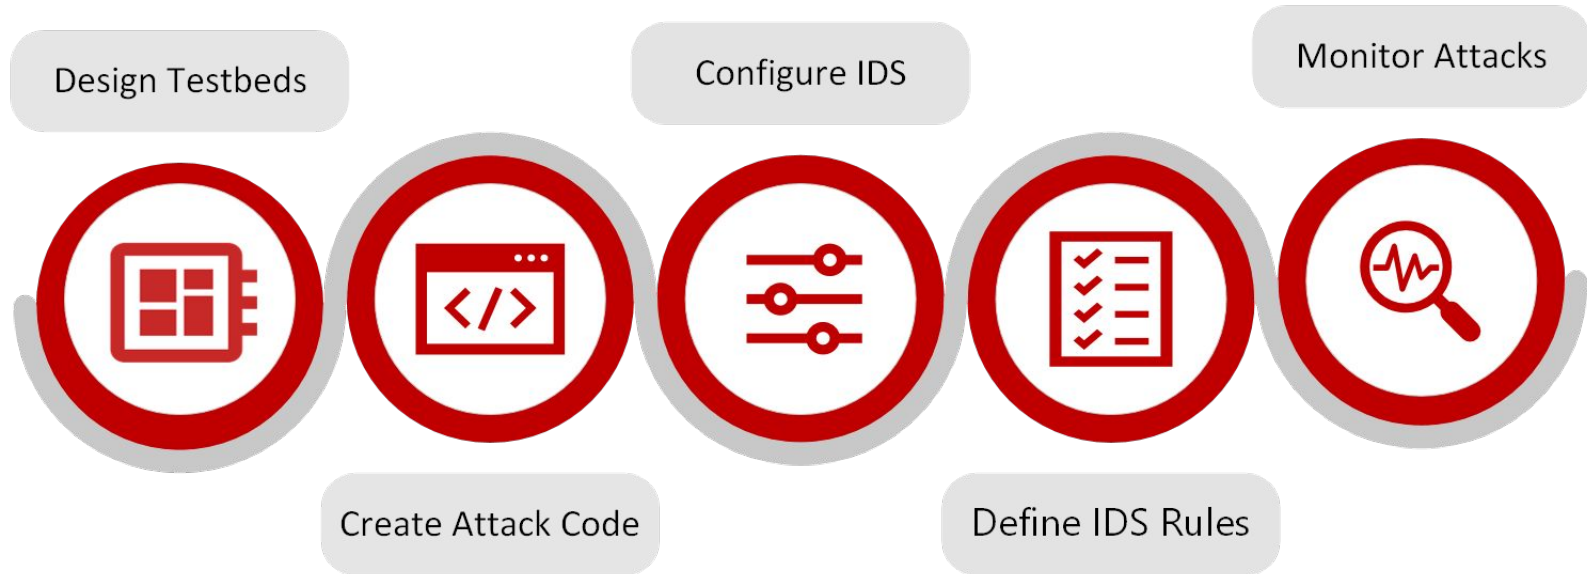 Design Testbeds
Create Attack Code
Configure IDS
Define IDS Rules
Monitor Attacks